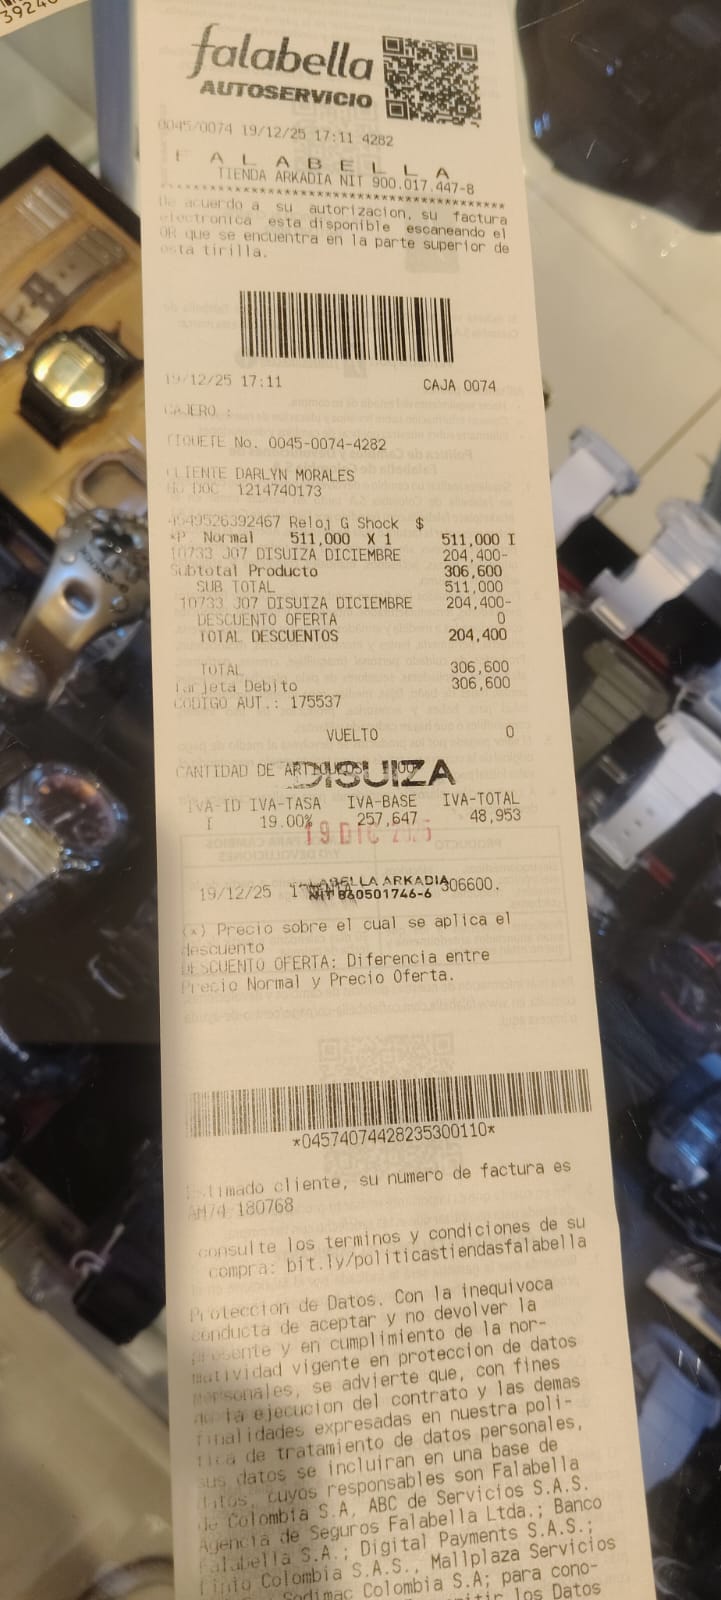 39240
falabella
AUTOSERVICIO
0045/0074 19/12/25 17:11 4282
F A L A B E L L A
TIENDA ARKADIA NIT 900.017.447-8
****************************************
De acuerdo a su autorizacion, su factura
electronica esta disponible escaneando el
QR que se encuentra en la parte superior de
esta tirilla.
19/12/25 17:11 CAJA 0074
CAJERO :
TIQUETE No. 0045-0074-4282
CLIENTE DARLYN MORALES
No DOC 1214740173
4549526392467 Reloj G Shock $
*P Normal 511,000 X 1 511,000 I
10733 J07 DISUIZA DICIEMBRE 204,400-
Subtotal Producto 306,600
SUB TOTAL 511,000
10733 J07 DISUIZA DICIEMBRE 204,400-
DESCUENTO OFERTA 0
TOTAL DESCUENTOS 204,400
TOTAL 306,600
Tarjeta Debito 306,600
CODIGO AUT.: 175537
VUELTO 0
CANTIDAD DE
DISUIZA
IVA-ID IVA-TASA IVA-BASE IVA-TOTAL
I 19.00% 257,647 48,953
19 DIC
19/12/25 306600.
FALABELLA ARKADIA
NIT 860501746-6
(*) Precio sobre el cual se aplica el
descuento
DESCUENTO OFERTA: Diferencia entre
Precio Normal y Precio Oferta.
*04574074428235300110*
Estimado cliente, su numero de factura es
AM74 180768
consulte los terminos y condiciones de su
compra: bit.ly/politicastiendasfalabella
Proteccion de Datos. Con la inequivoca
conducta de aceptar y no devolver la
presente y en cumplimiento de la nor-
matividad vigente en proteccion de datos
personales, se advierte que, con fines
de la ejecucion del contrato y las demas
finalidades expresadas en nuestra poli-
tica de tratamiento de datos personales,
sus datos se incluiran en una base de
datos, cuyos responsables son Falabella
de Colombia S.A, ABC de Servicios S.A.S.
Agencia de Seguros Falabella Ltda.; Banco
Falabella S.A.; Digital Payments S.A.S.;
Linio Colombia S.A.S., Mallplaza Servicios
Sodimac Colombia S.A; para cono-
los Datos